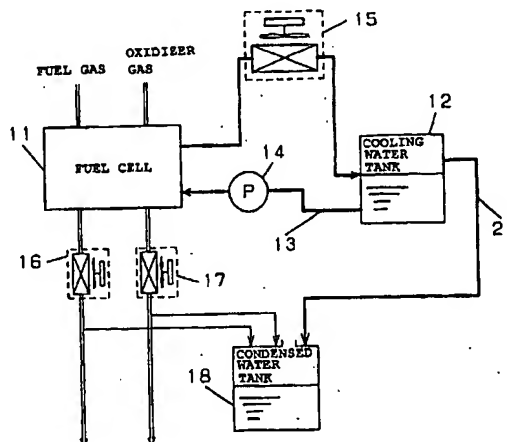 15
OXIDIZER
FUEL GAS GAS
12
11
FUEL CELL
14
P
COOLING
WATER
TANK
13
2
16
17
CONDENSED
WATER
TANK
18